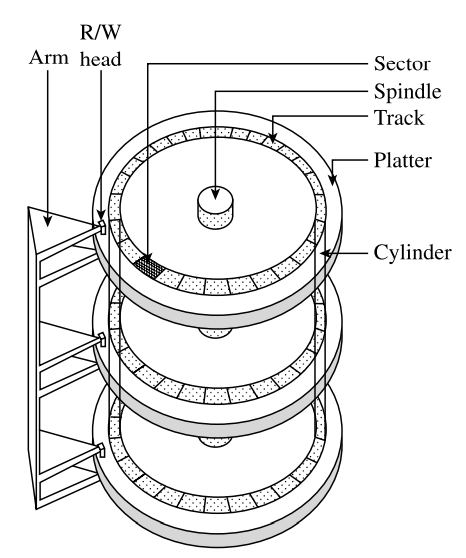 R/W
Arm head
Sector
Spindle
Track
Platter
Cylinder